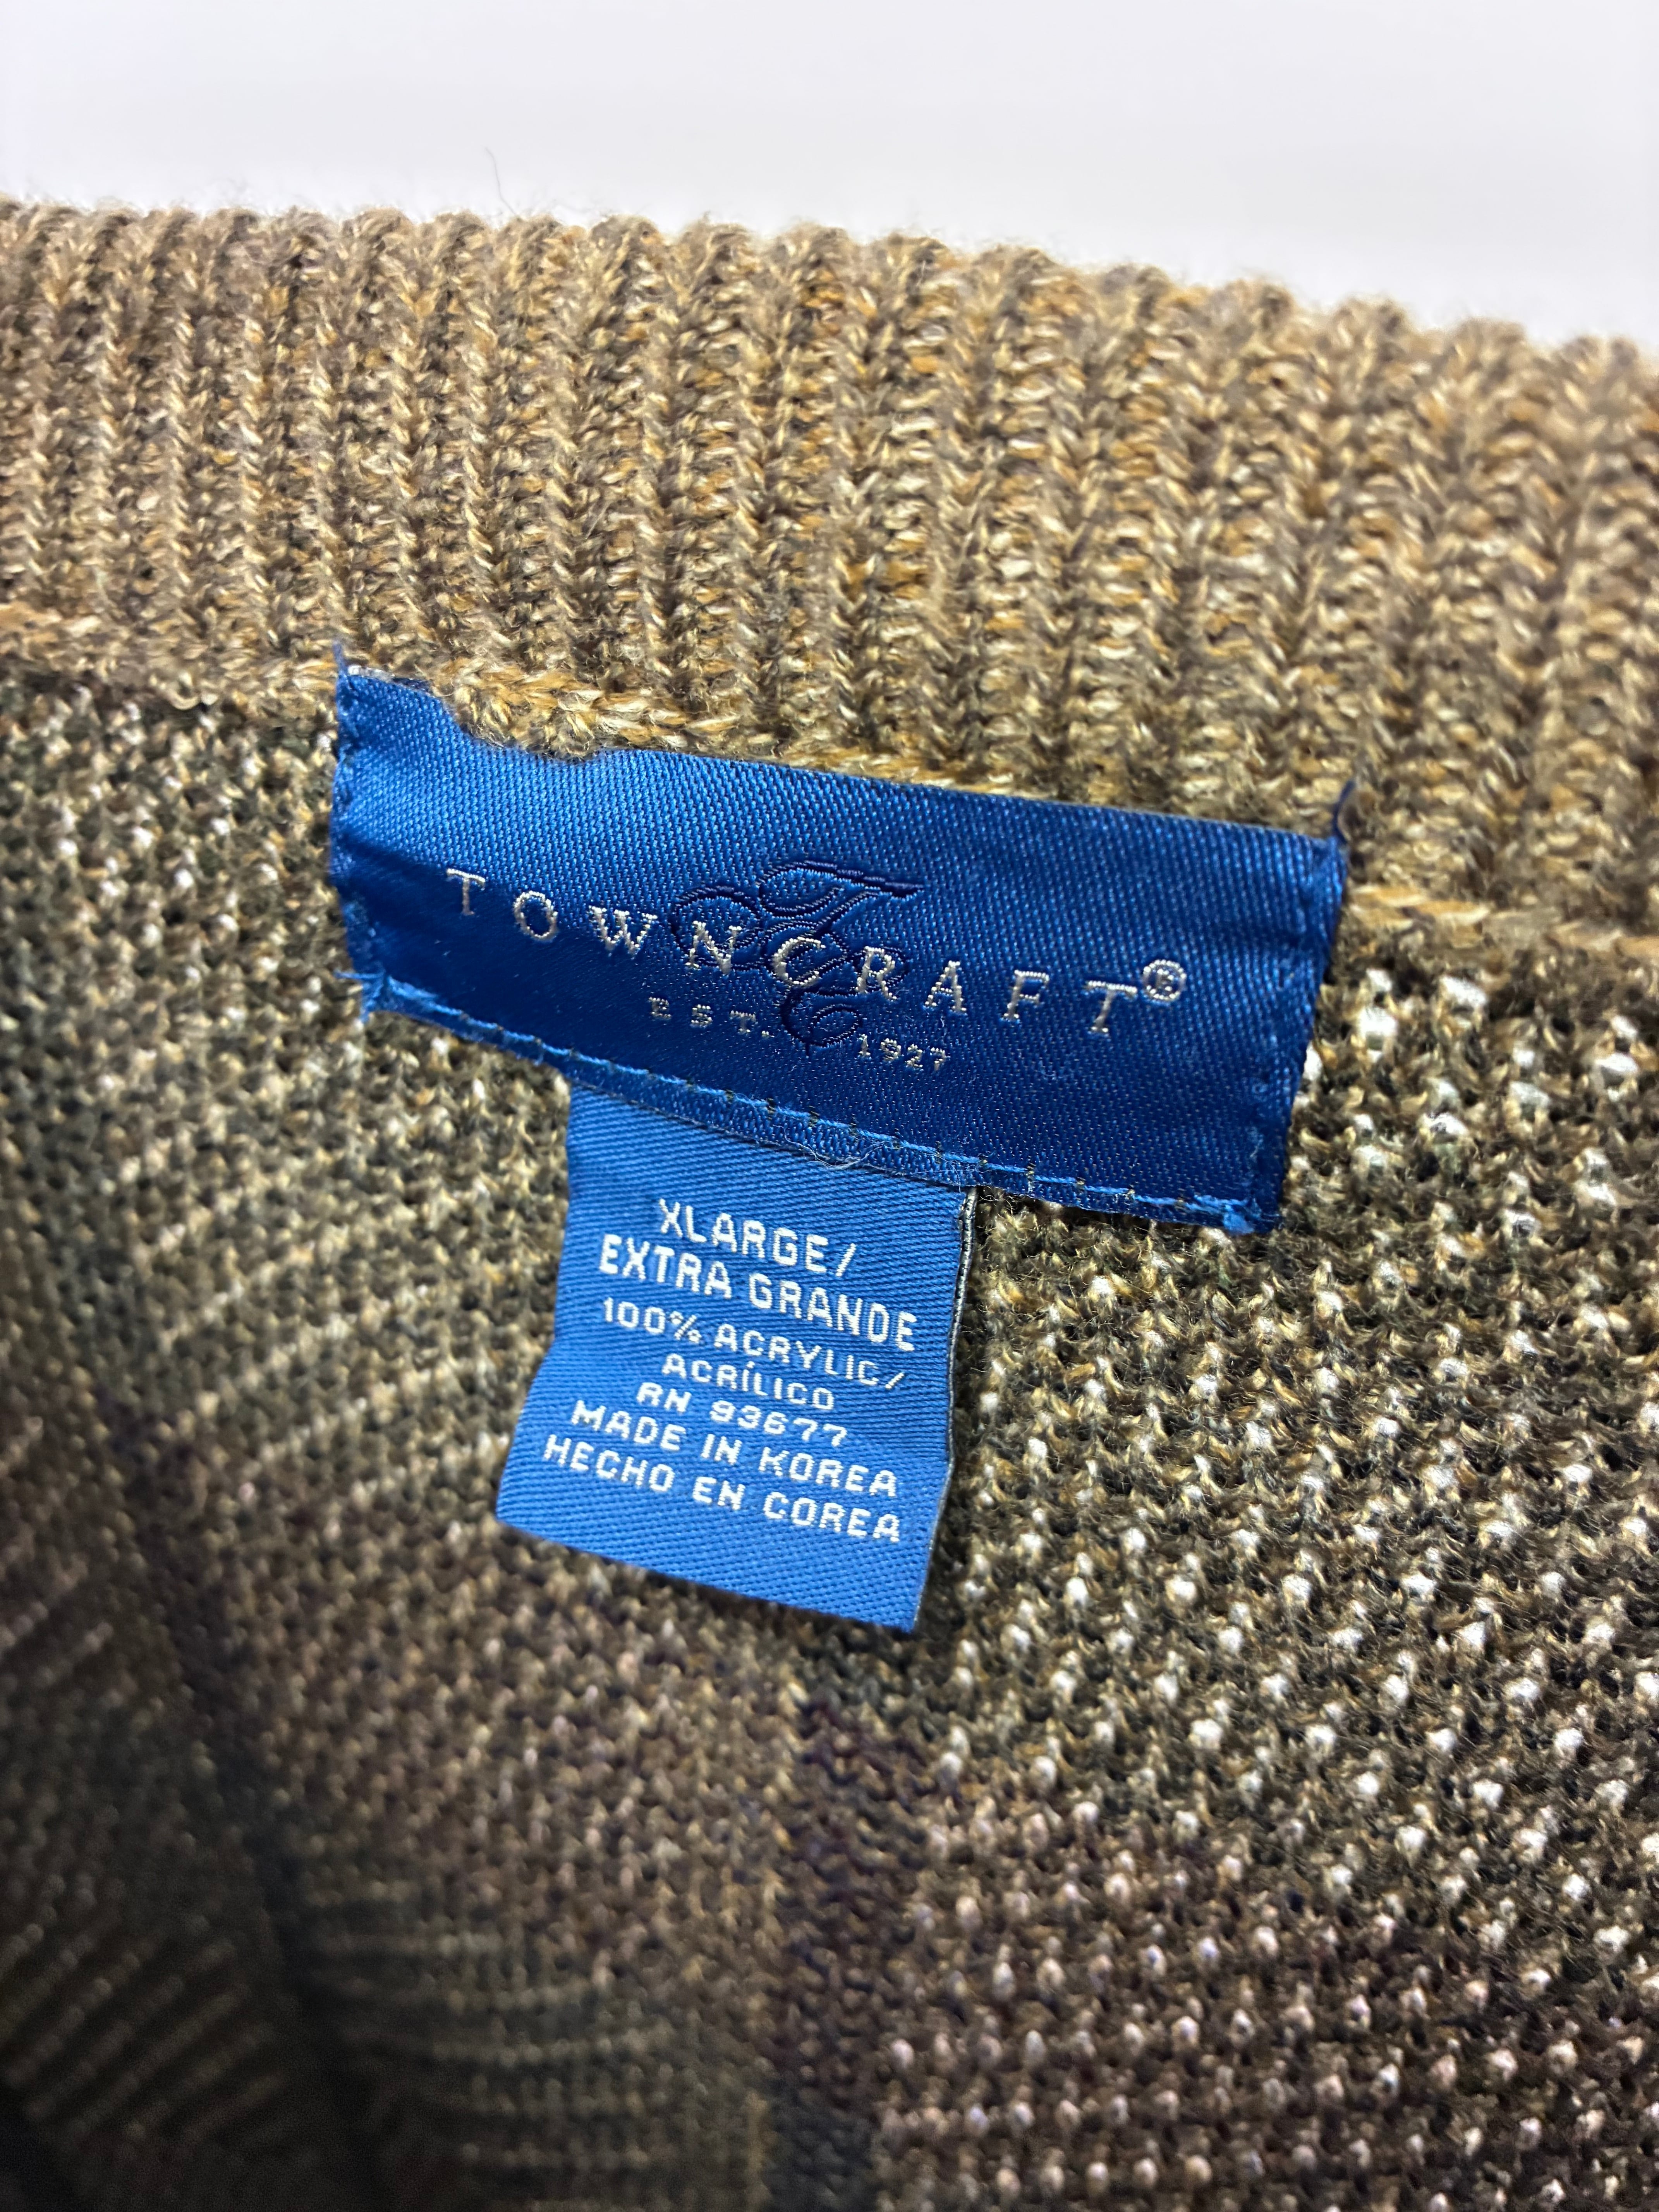 TOWNCRAFT®
EST. 1927
XLARGE/
EXTRA GRANDE
100% ACRYLIC/
ACRÍLICO
RN 93677
MADE IN KOREA
HECHO EN COREA